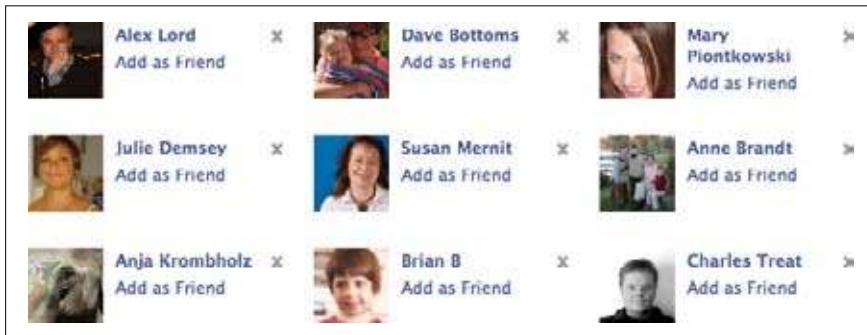 Alex Lord
Add as Friend
Dave Bottoms
Add as Friend
Mary
Piontkowski
Add as Friend
Julie Demsey
Add as Friend
Susan Mernit
Add as Friend
Anne Brandt
Add as Friend
Anja Krombholz
Add as Friend
Brian B
Add as Friend
Charles Treat
Add as Friend